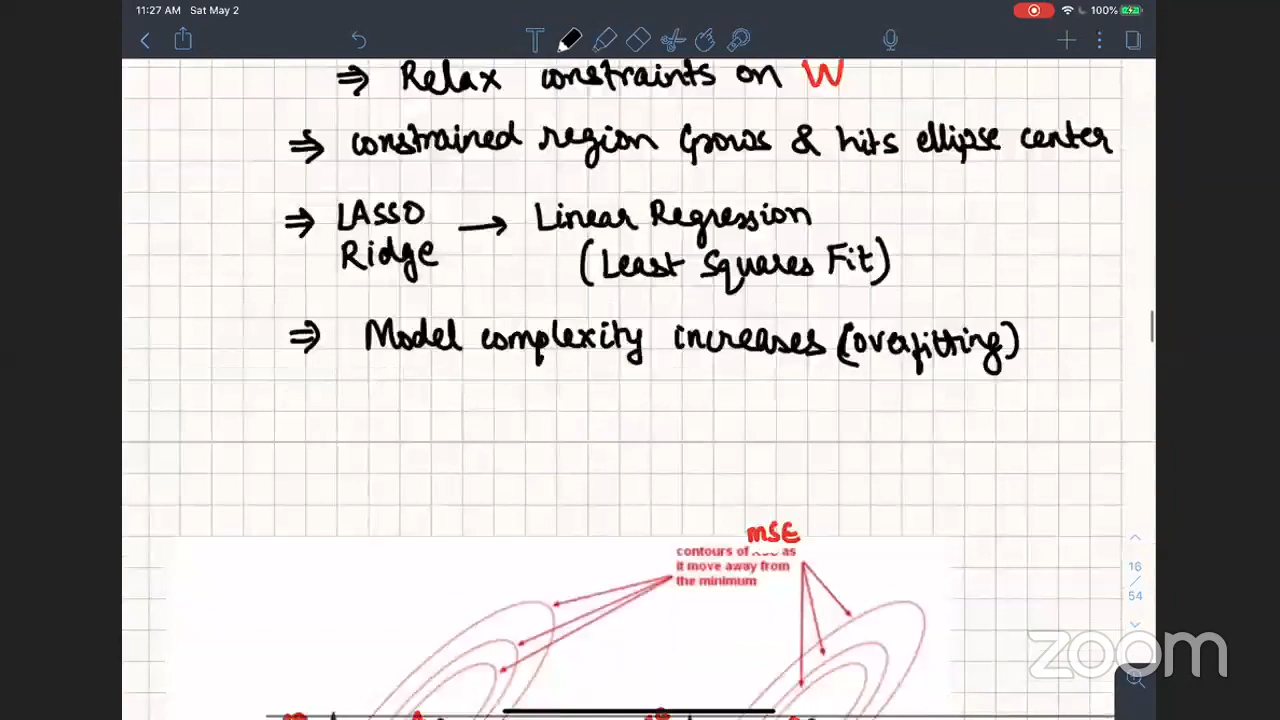 11:27 AM Sat May 2
100%
⇒ Relax constraints on W
⇒ constrained region Grows & hits ellipse center
⇒ LASSO → Linear Regression
Ridge (Least Squares Fit)
⇒ Model complexity increases (overfitting)
MSE
contours of as
it move away from
the minimum
16
/
54
zoom